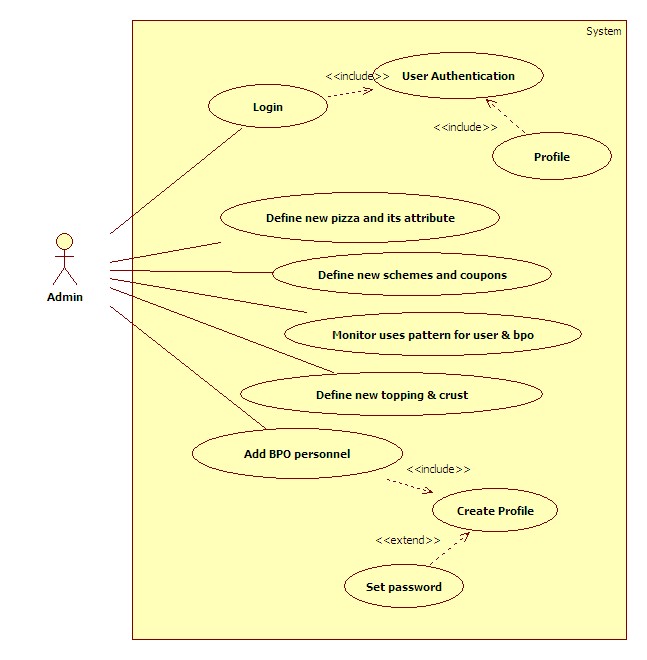 System
<<include>>
User Authentication
Login
<<include>>
Profile
Define new pizza and its attribute
Define new schemes and coupons
Admin
Monitor uses pattern for user & bpo
Define new topping & crust
Add BPO personnel
<<include>>
Create Profile
<<extend>>
Set password